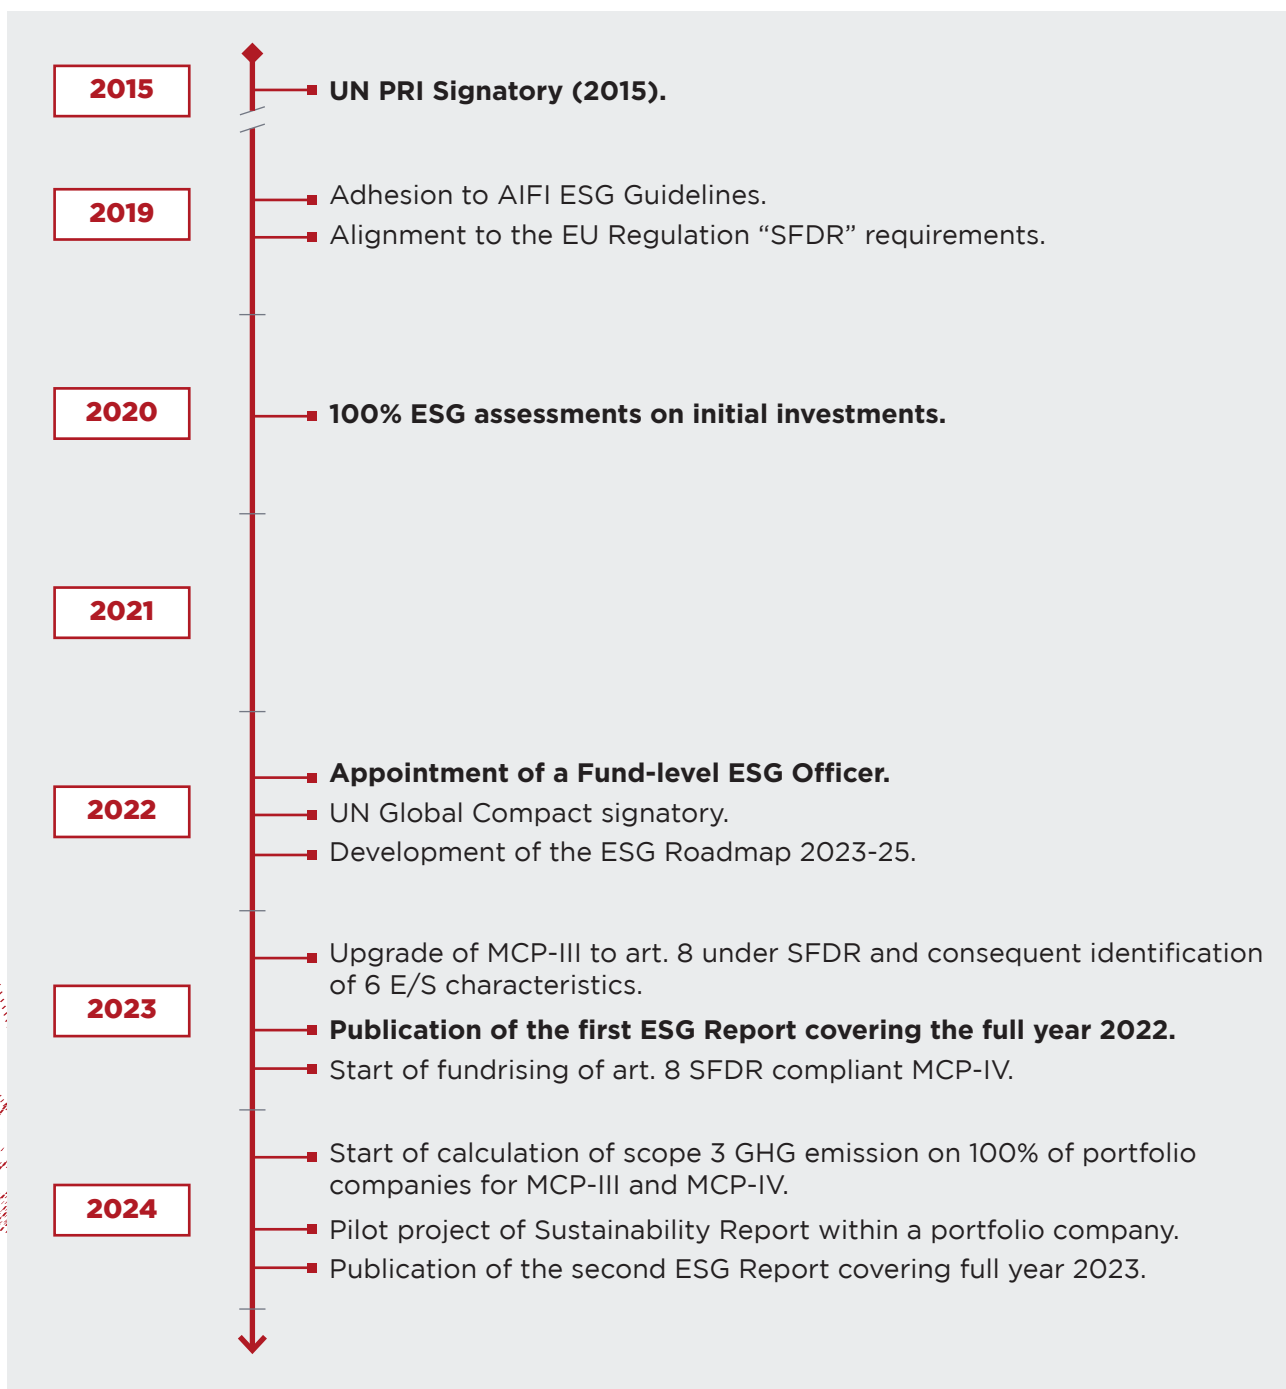 2015
UN PRI Signatory (2015).
2019
Adhesion to AIFI ESG Guidelines.
Alignment to the EU Regulation “SFDR” requirements.
2020
100% ESG assessments on initial investments.
2021
2022
Appointment of a Fund-level ESG Officer.
UN Global Compact signatory.
Development of the ESG Roadmap 2023-25.
2023
Upgrade of MCP-III to art. 8 under SFDR and consequent identification
of 6 E/S characteristics.
Publication of the first ESG Report covering the full year 2022.
Start of fundrising of art. 8 SFDR compliant MCP-IV.
2024
Start of calculation of scope 3 GHG emission on 100% of portfolio
companies for MCP-III and MCP-IV.
Pilot project of Sustainability Report within a portfolio company.
Publication of the second ESG Report covering full year 2023.